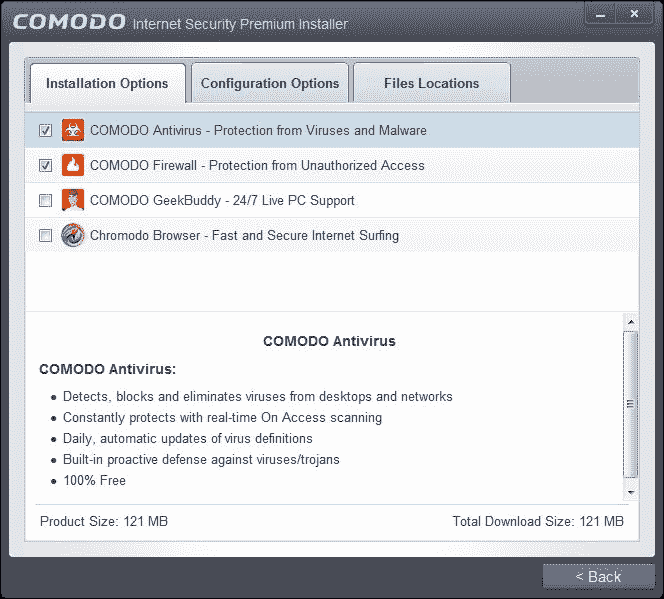 COMODO Internet Security Premium Installer
Installation Options
Configuration Options
Files Locations
COMODO Antivirus - Protection from Viruses and Malware
COMODO Firewall - Protection from Unauthorized Access
COMODO GeekBuddy - 24/7 Live PC Support
Chromodo Browser - Fast and Secure Internet Surfing
COMODO Antivirus
COMODO Antivirus:
• Detects, blocks and eliminates viruses from desktops and networks
• Constantly protects with real-time On Access scanning
• Daily, automatic updates of virus definitions
• Built-in proactive defense against viruses/trojans
• 100% Free
Product Size: 121 MB
Total Download Size: 121 MB
< Back